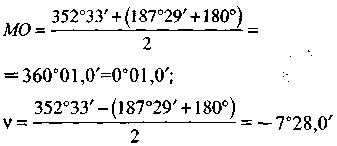 MO = 352°33′+(187°29′+180°) / 2 =
= 360°01,0′=0°01,0′;
ν = 352°33′−(187°29′+180°) / 2 = − 7°28,0′